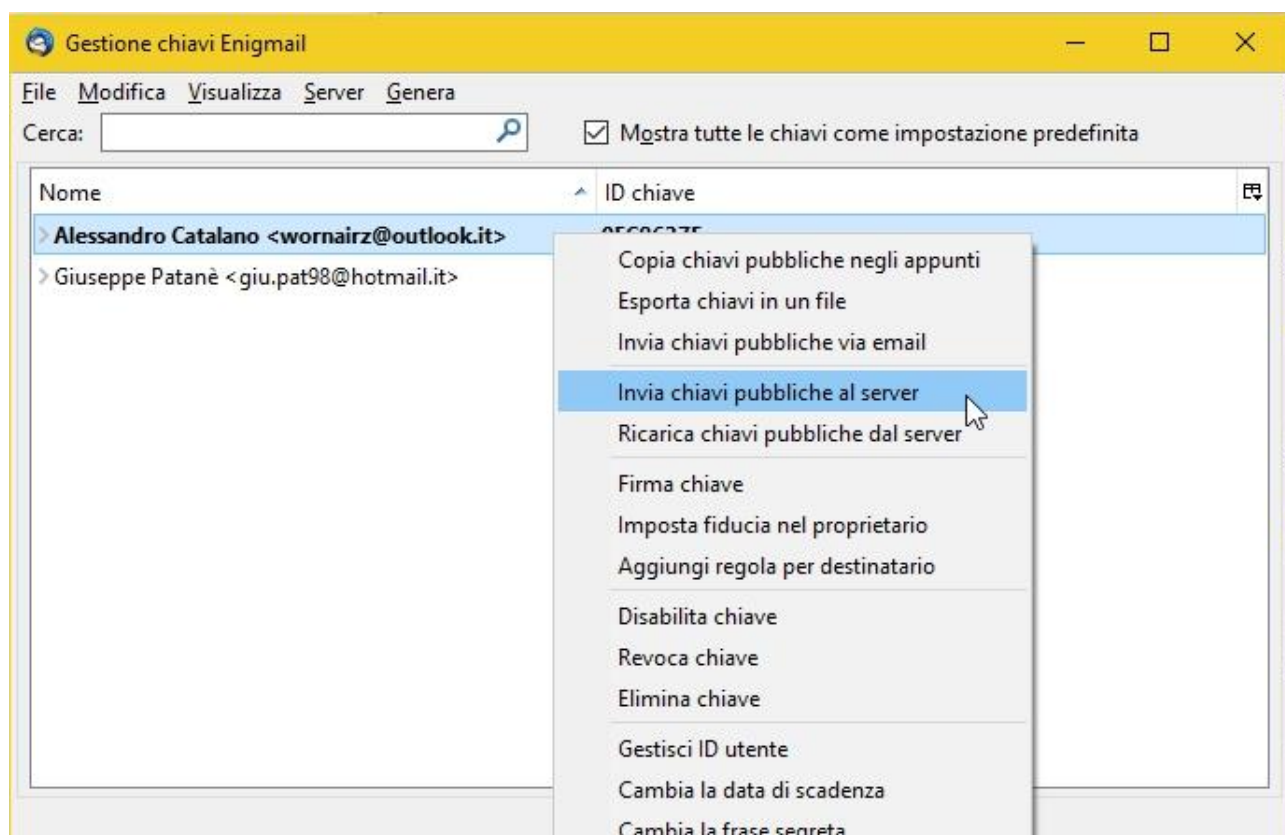 Gestione chiavi Enigmail
File Modifica Visualizza Server Genera
Cerca: Mostra tutte le chiavi come impostazione predefinita
Nome ID chiave
Alessandro Catalano <wornairz@outlook.it>
Giuseppe Patanè <giu.pat98@hotmail.it>
Copia chiavi pubbliche negli appunti
Esporta chiavi in un file
Invia chiavi pubbliche via email
Invia chiavi pubbliche al server
Ricarica chiavi pubbliche dal server
Firma chiave
Imposta fiducia nel proprietario
Aggiungi regola per destinatario
Disabilita chiave
Revoca chiave
Elimina chiave
Gestisci ID utente
Cambia la data di scadenza
Cambia la frase segreta